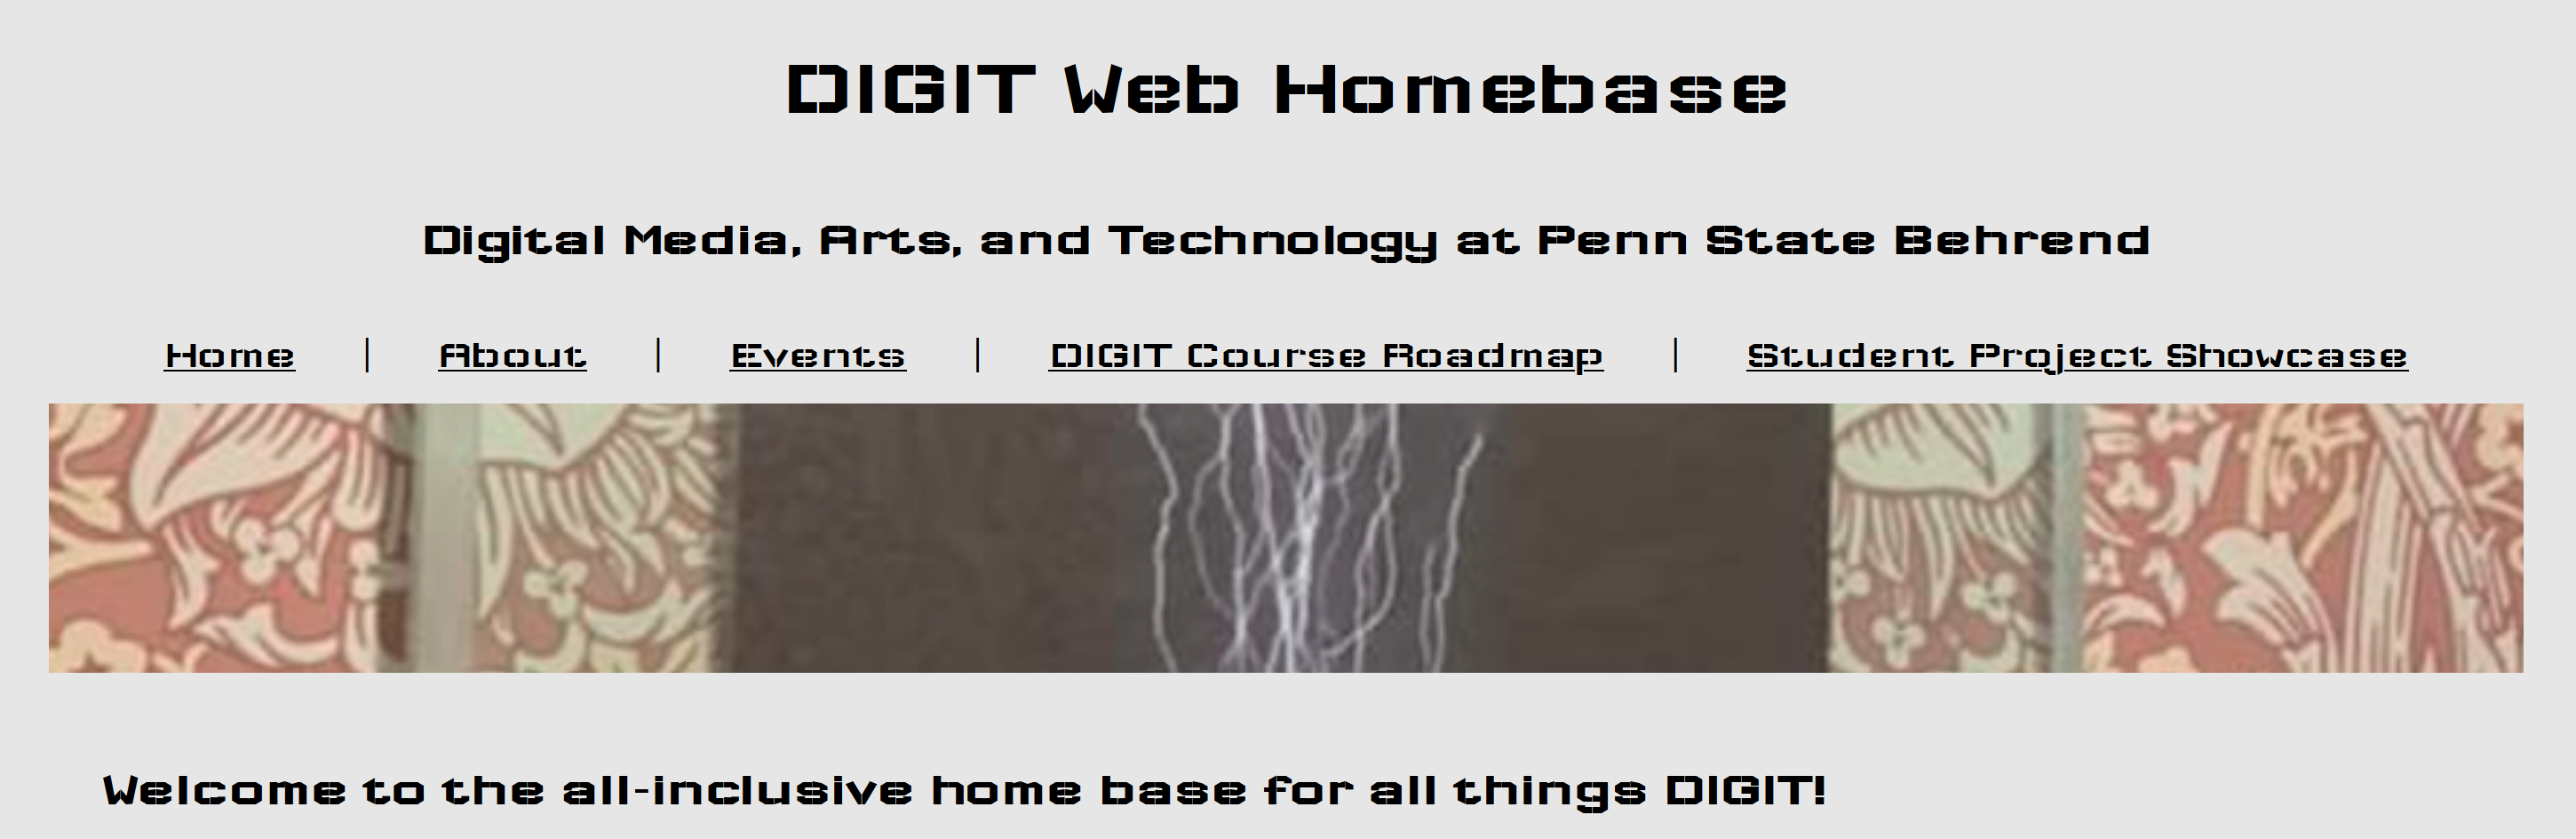 DIGIT Web Homebase
Digital Media, Arts, and Technology at Penn State Behrend
Home | About | Events | DIGIT Course Roadmap | Student Project Showcase
Welcome to the all-inclusive home base for all things DIGIT!